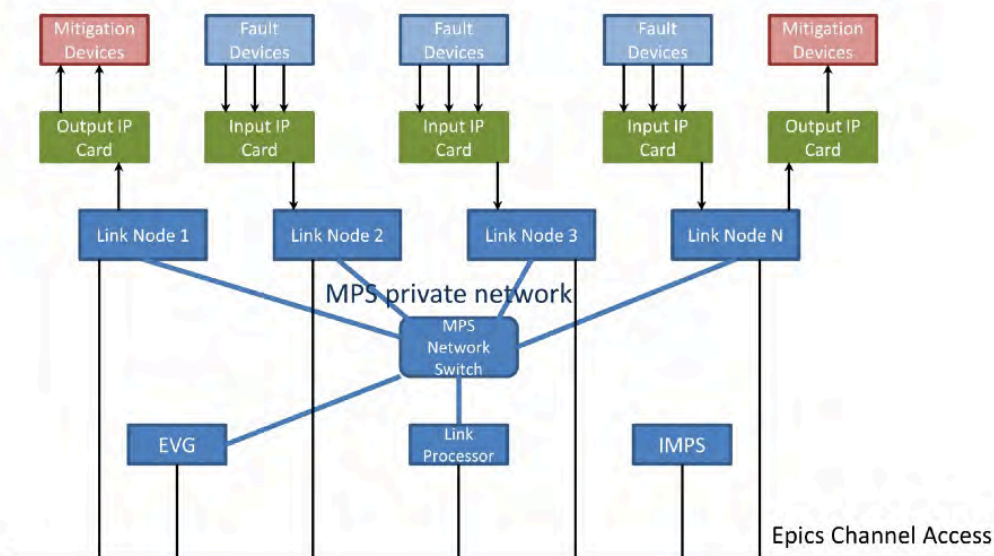 Mitigation
Devices
Fault
Devices
Fault
Devices
Fault
Devices
Mitigation
Devices
Output IP
Card
Input IP
Card
Input IP
Card
Input IP
Card
Output IP
Card
Link Node 1
Link Node 2
Link Node 3
Link Node N
MPS private network
MPS
Network
Switch
EVG
Link
Processor
IMPS
Epics Channel Access